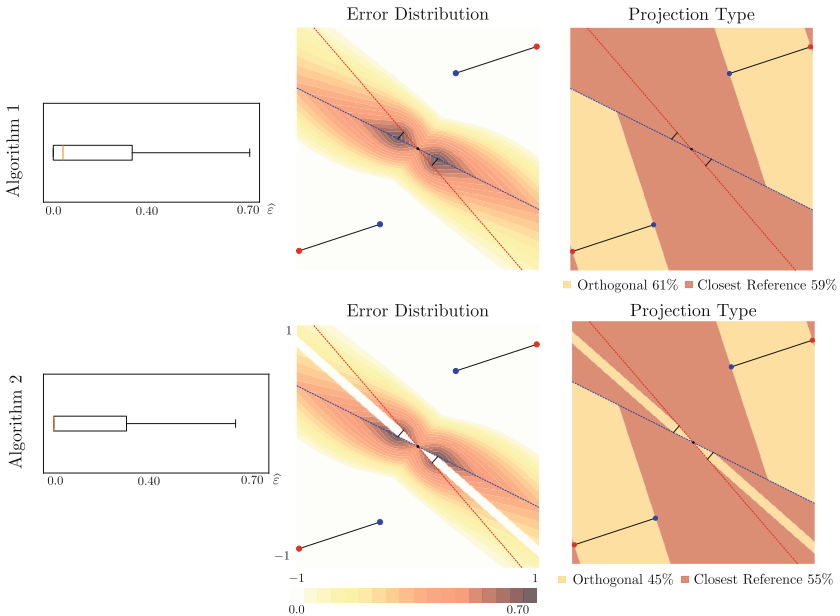 Error Distribution
Projection Type
Algorithm 1
0.0 0.40 0.70 ε̂
Orthogonal 61% Closest Reference 59%
Error Distribution
Projection Type
1
Algorithm 2
0.0 0.40 0.70 ε̂
−1
−1 1
Orthogonal 45% Closest Reference 55%
0.0 0.70